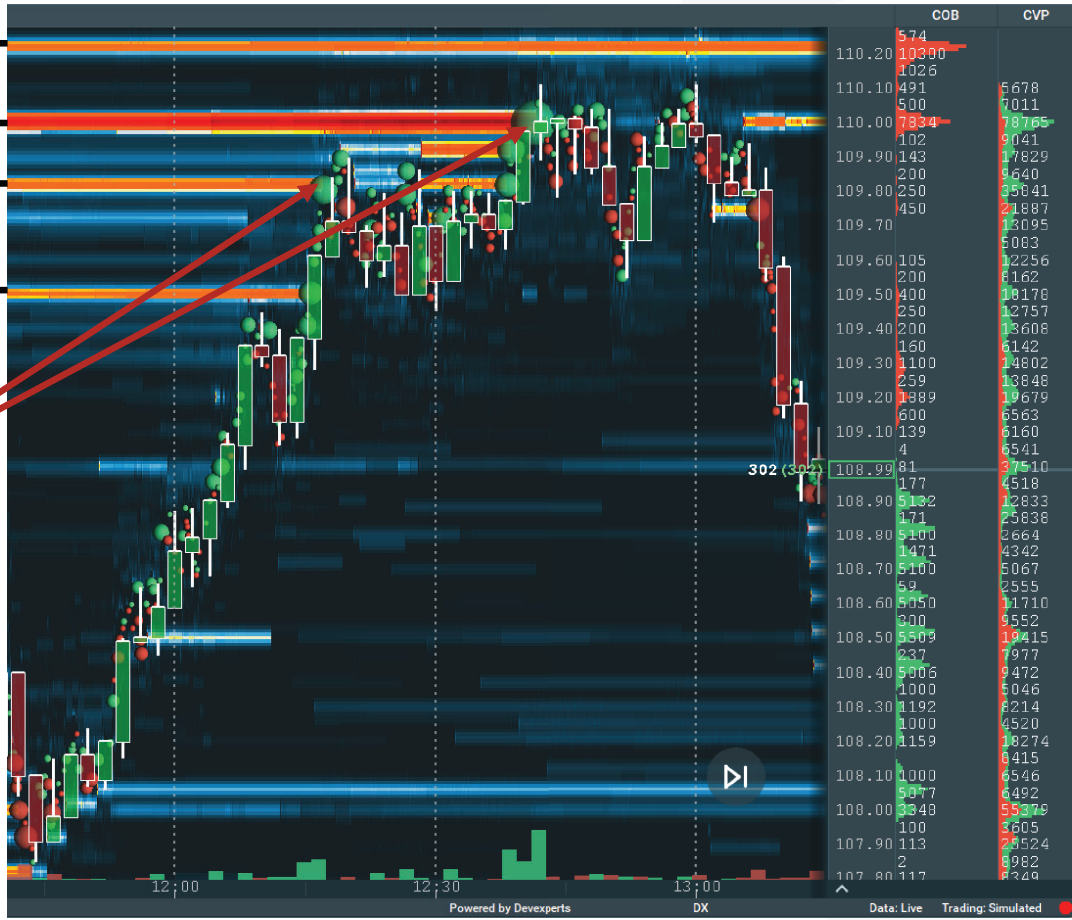 COB CVP
574
110.20 10300
1026
110.10 491 5678
500 7011
110.00 7834 78765
102 9041
109.90 143 17829
200 9640
109.80 250 35841
450 21887
109.70 13095
5083
109.60 105 12256
200 8162
109.50 400 18178
250 12757
109.40 200 13608
160 6142
109.30 1100 14802
259 13848
109.20 1889 19679
600 6563
109.10 139 6160
4 6541
302 (302) 108.99 81 37510
177 4518
108.90 5132 12833
171 25838
108.80 5100 2664
1471 4342
108.70 5100 5067
59 2555
108.60 5050 11710
300 9552
108.50 5509 19415
237 7977
108.40 5006 9472
1000 5046
108.30 1192 8214
1000 4520
108.20 1159 18274
8415
108.10 1000 6546
5077 6492
108.00 3348 55379
100 3605
107.90 113 25524
2 8982
107.80 117 8349
12:00 12:30 13:00
Powered by Devexperts DX Data: Live Trading: Simulated